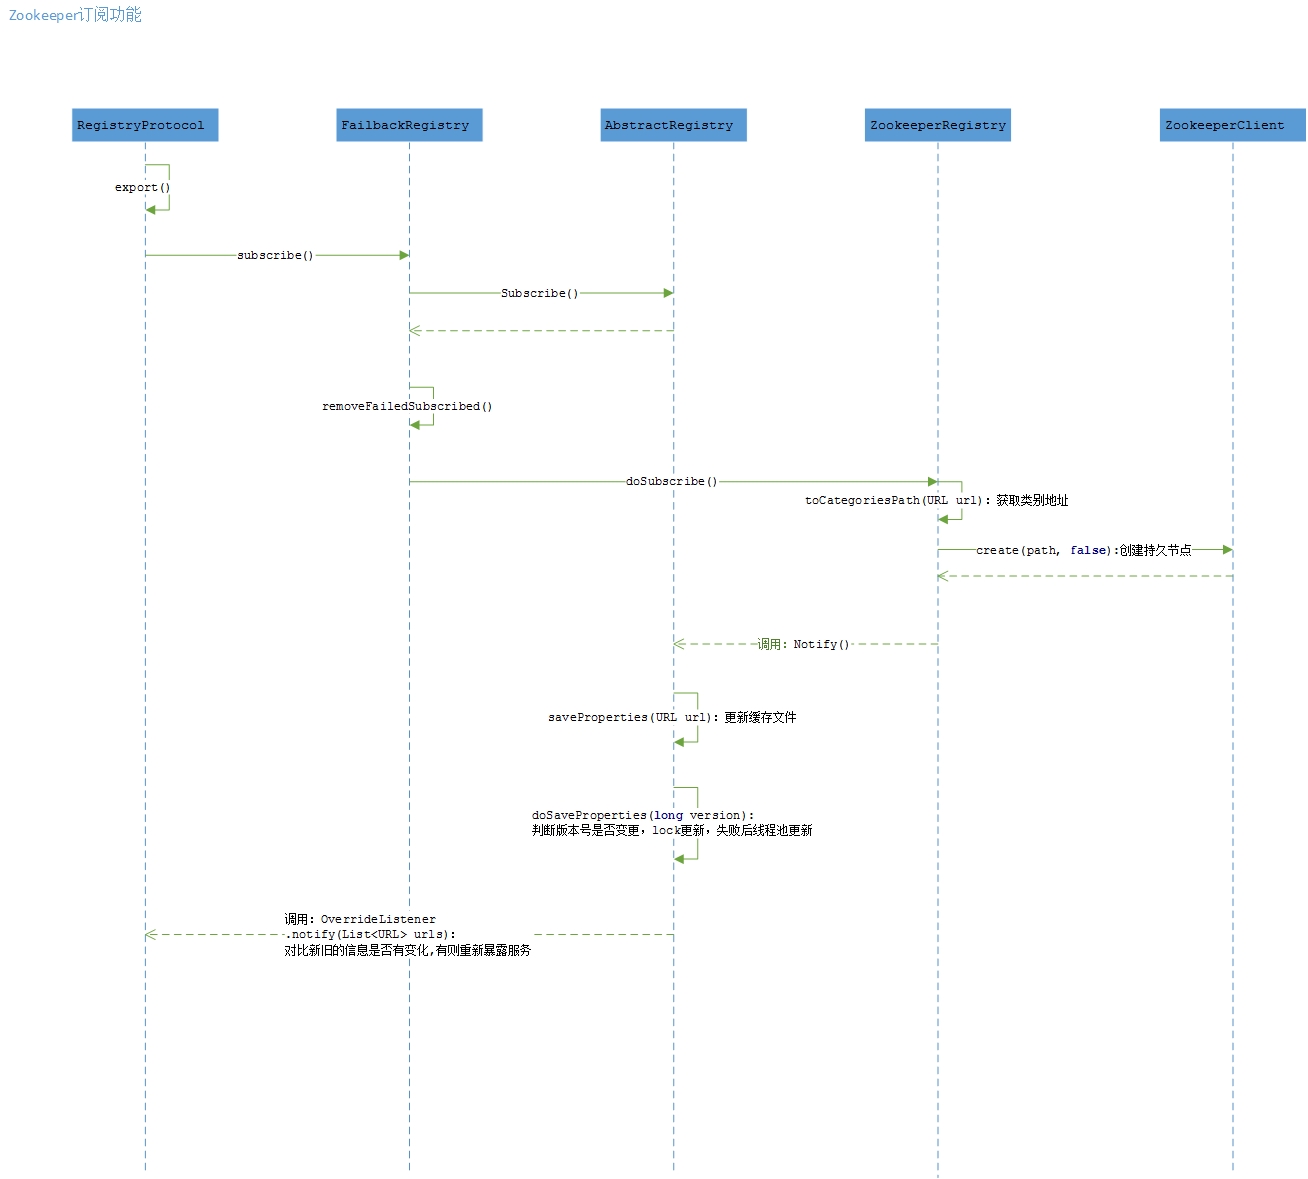 Zookeeper订阅功能
RegistryProtocol
FailbackRegistry
AbstractRegistry
ZookeeperRegistry
ZookeeperClient
export()
subscribe()
Subscribe()
removeFailedSubscribed()
doSubscribe()
toCategoriesPath(URL url)：获取类别地址
create(path, false):创建持久节点
调用：Notify()
saveProperties(URL url)：更新缓存文件
doSaveProperties(long version):
判断版本号是否变更，lock更新，失败后线程池更新
调用：OverrideListener
.notify(List<URL> urls):
对比新旧的信息是否有变化,有则重新暴露服务